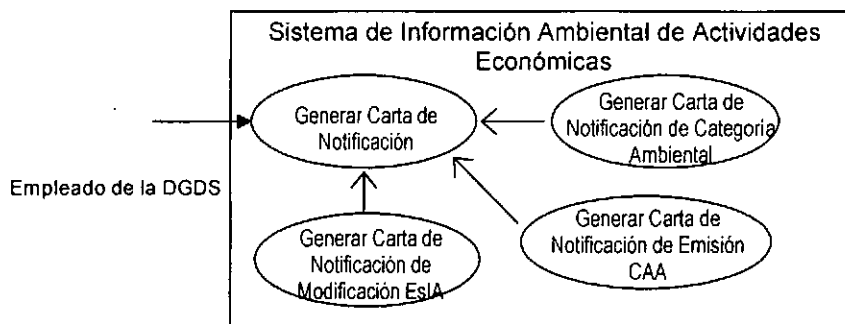 Sistema de Información Ambiental de Actividades
Económicas
Generar Carta de
Notificación
Generar Carta de
Notificación de Categoria
Ambiental
Empleado de la DGDS
Generar Carta de
Notificación de
Modificación EsIA
Generar Carta de
Notificación de Emisión
CAA